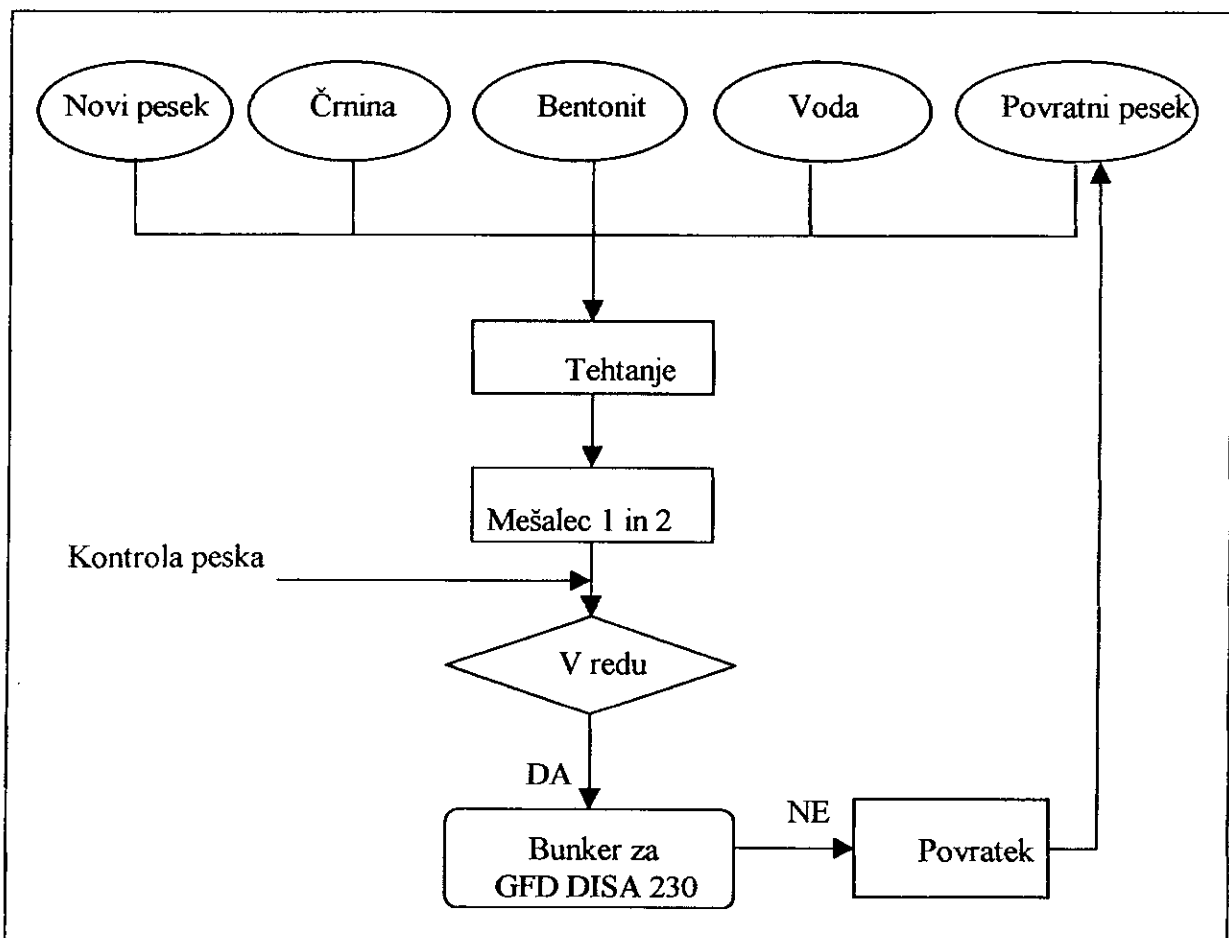 Novi pesek
Črnina
Bentonit
Voda
Povratni pesek
Tehtanje
Mešalec 1 in 2
Kontrola peska
V redu
DA
NE
Bunker za
GFD DISA 230
Povratek